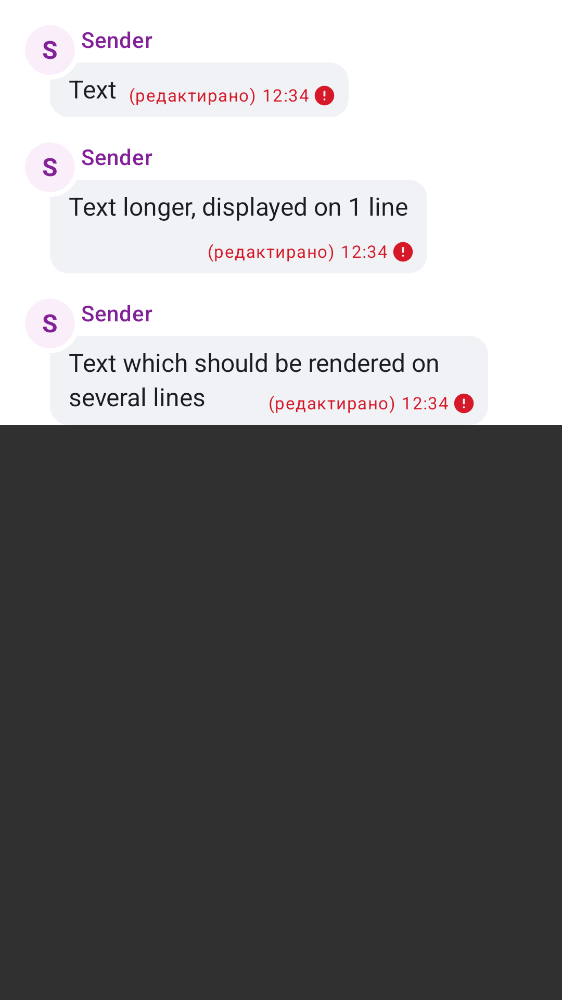 S Sender
Text (редактирано) 12:34
S Sender
Text longer, displayed on 1 line
(редактирано) 12:34
S Sender
Text which should be rendered on
several lines (редактирано) 12:34